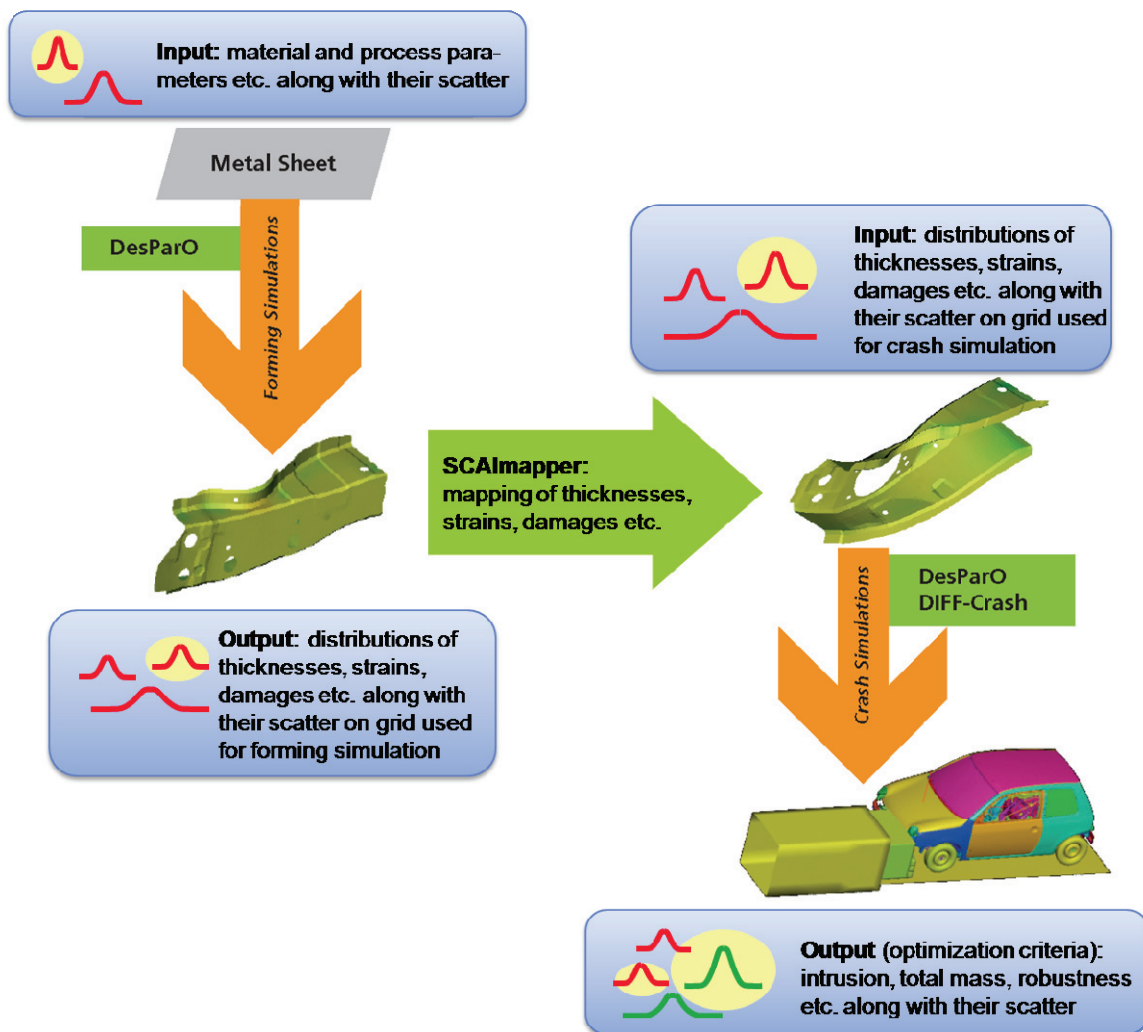 Input: material and process para-
meters etc. along with their scatter
Metal Sheet
DesParO
Forming Simulations
Output: distributions of
thicknesses, strains,
damages etc. along with
their scatter on grid used
for forming simulation
SCAImapper:
mapping of thicknesses,
strains, damages etc.
Input: distributions of
thicknesses, strains,
damages etc. along with
their scatter on grid used
for crash simulation
DesParO
DIFF-Crash
Crash Simulations
Output (optimization criteria):
intrusion, total mass, robustness
etc. along with their scatter